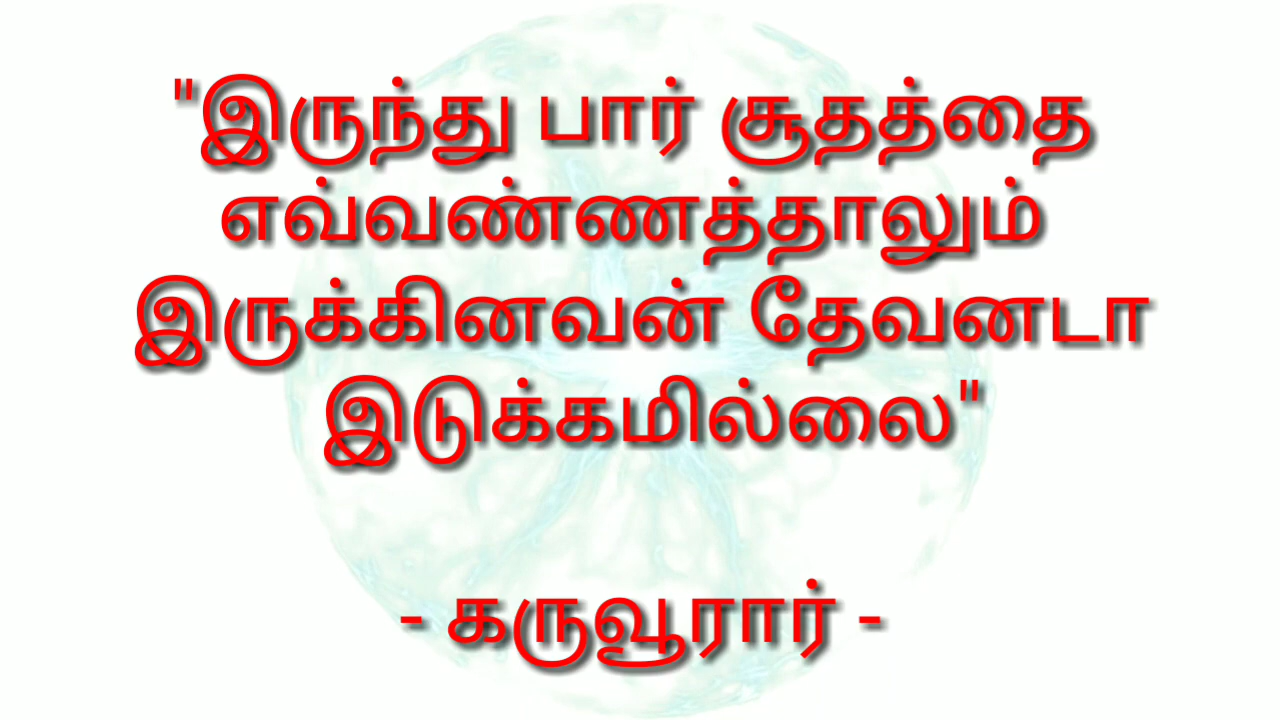 "இருந்து பார் சூதத்தை
எவ்வண்ணத்தாலும்
இருக்கினவன் தேவனடா
இடுக்கமில்லை"
- கருவூரார் -